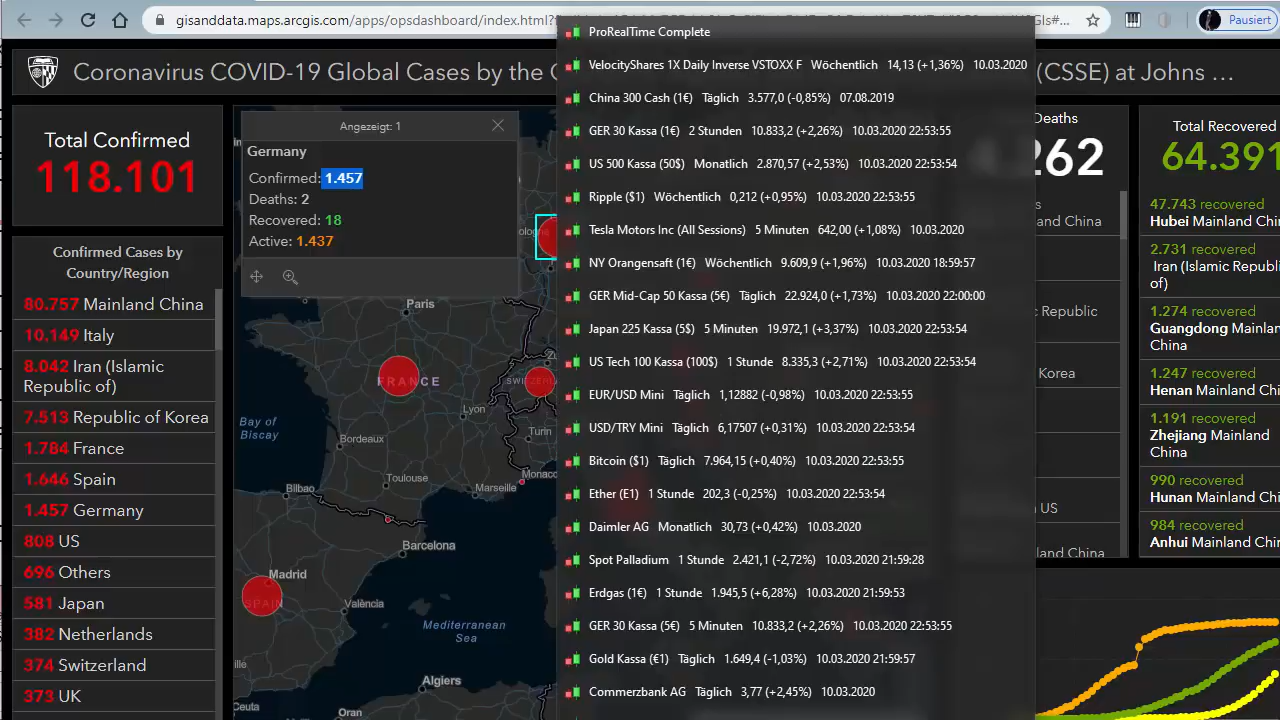 gisanddata.maps.arcgis.com/apps/opsdashboard/index.html?
GIs#...
Pausiert
Coronavirus COVID-19 Global Cases by the
(CSSE) at Johns ...
Total Confirmed
118.101
Confirmed Cases by
Country/Region
80.757 Mainland China
10.149 Italy
8.042 Iran (Islamic
Republic of)
7.513 Republic of Korea
1.784 France
1.646 Spain
1.457 Germany
808 US
696 Others
581 Japan
382 Netherlands
374 Switzerland
373 UK
Angezeigt: 1
Germany
Confirmed: 1.457
Deaths: 2
Recovered: 18
Active: 1.437
Paris
FRANCE
Lyon
Turin
Bay of
Biscay
Bordeaux
Toulouse
Monaco
Marseille
Bilbao
Barcelona
Madrid
SPAIN
València
Mediterranean
Sea
Algiers
Ceuta
Oran
ProRealTime Complete
VelocityShares 1X Daily Inverse VSTOXX F Wöchentlich 14,13 (+1,36%) 10.03.2020
China 300 Cash (1€) Täglich 3.577,0 (-0,85%) 07.08.2019
GER 30 Kassa (1€) 2 Stunden 10.833,2 (+2,26%) 10.03.2020 22:53:55
US 500 Kassa (50$) Monatlich 2.870,57 (+2,53%) 10.03.2020 22:53:54
Ripple ($1) Wöchentlich 0,212 (+0,95%) 10.03.2020 22:53:55
Tesla Motors Inc (All Sessions) 5 Minuten 642,00 (+1,08%) 10.03.2020
NY Orangensaft (1€) Wöchentlich 9.609,9 (+1,96%) 10.03.2020 18:59:57
GER Mid-Cap 50 Kassa (5€) Täglich 22.924,0 (+1,73%) 10.03.2020 22:00:00
Japan 225 Kassa (5$) 5 Minuten 19.972,1 (+3,37%) 10.03.2020 22:53:54
US Tech 100 Kassa (100$) 1 Stunde 8.335,3 (+2,71%) 10.03.2020 22:53:54
EUR/USD Mini Täglich 1,12882 (-0,98%) 10.03.2020 22:53:55
USD/TRY Mini Täglich 6,17507 (+0,31%) 10.03.2020 22:53:54
Bitcoin ($1) Täglich 7.964,15 (+0,40%) 10.03.2020 22:53:55
Ether (E1) 1 Stunde 202,3 (-0,25%) 10.03.2020 22:53:54
Daimler AG Monatlich 30,73 (+0,42%) 10.03.2020
Spot Palladium 1 Stunde 2.421,1 (-2,72%) 10.03.2020 21:59:28
Erdgas (1€) 1 Stunde 1.945,5 (+6,28%) 10.03.2020 21:59:53
GER 30 Kassa (5€) 5 Minuten 10.833,2 (+2,26%) 10.03.2020 22:53:55
Gold Kassa (€1) Täglich 1.649,4 (-1,03%) 10.03.2020 21:59:57
Commerzbank AG Täglich 3,77 (+2,45%) 10.03.2020
Deaths
262
and China
Republic
Korea
US
land China
Total Recovered
64.391
47.743 recovered
Hubei Mainland China
2.731 recovered
Iran (Islamic Republic
of)
1.274 recovered
Guangdong Mainland
China
1.247 recovered
Henan Mainland China
1.191 recovered
Zhejiang Mainland
China
990 recovered
Hunan Mainland China
984 recovered
Anhui Mainland China